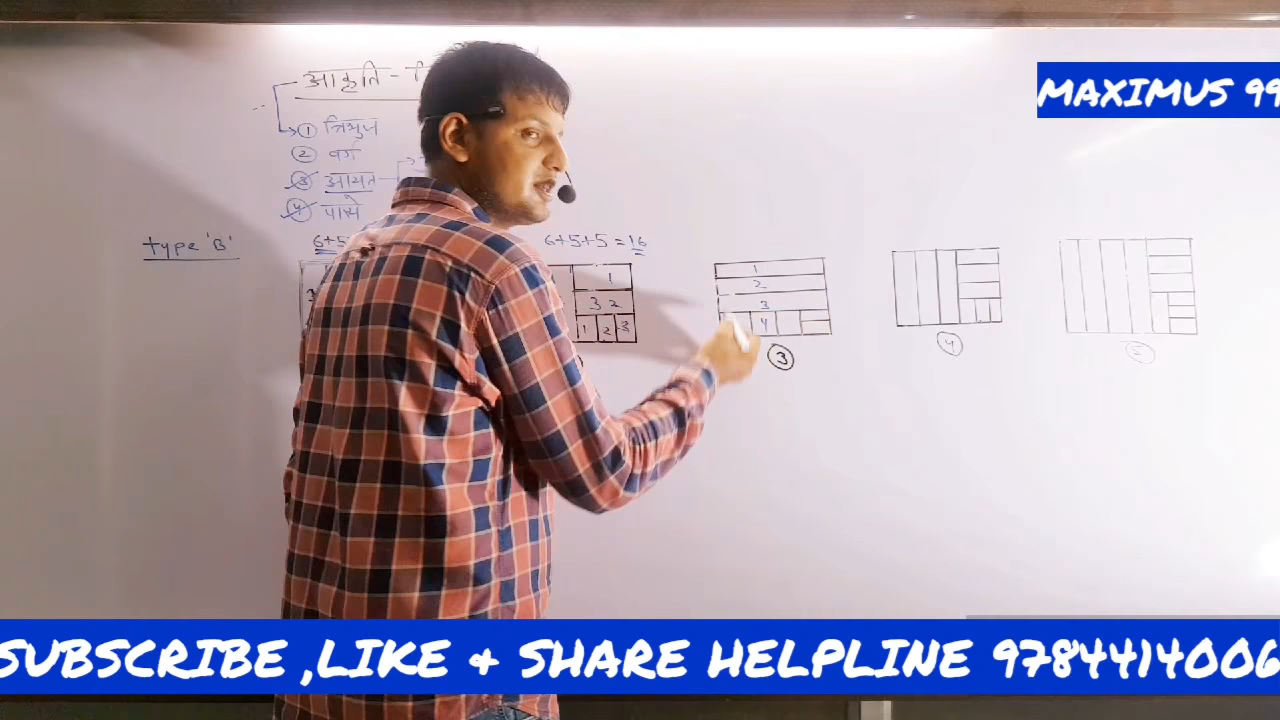 MAXIMUS 99
आकृति -
① त्रिभुज
② वर्ग
③ आयत
④ पासे
type 'B'
6+5
6+5+5 = 16
1
3 2
1 2 3
1
2
3
4
③
④
SUBSCRIBE ,LIKE & SHARE HELPLINE 9784414006